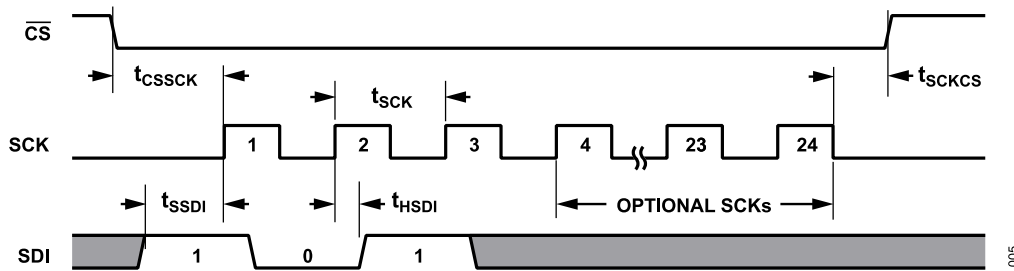 CS
tCSSCK
tSCKCS
tSCK
SCK
1 2 3 4 23 24
tSSDI
tHSDI
OPTIONAL SCKs
SDI
1 0 1
005